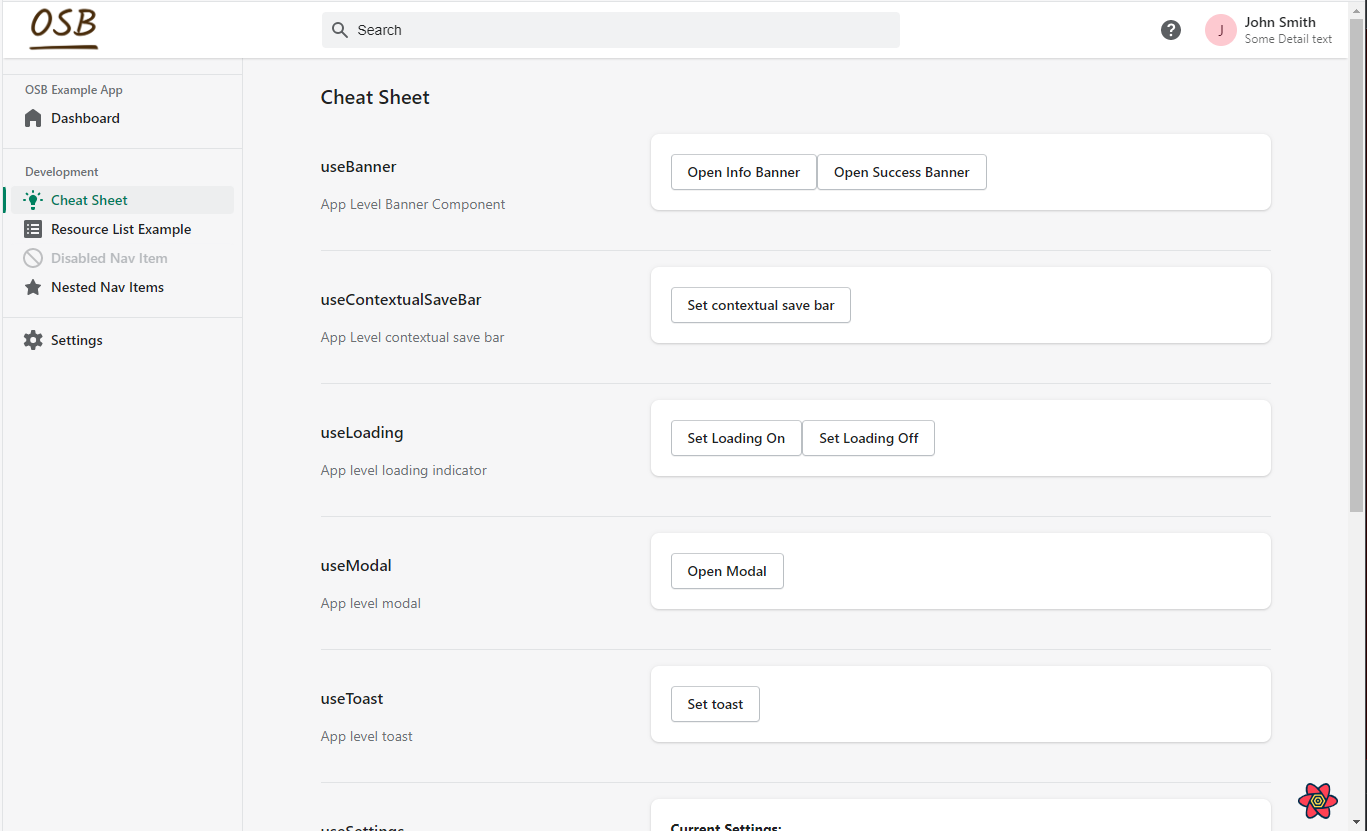 OSB
Search
?
J
John Smith
Some Detail text
OSB Example App
Dashboard
Development
Cheat Sheet
Resource List Example
Disabled Nav Item
Nested Nav Items
Settings
Cheat Sheet
useBanner
App Level Banner Component
Open Info Banner
Open Success Banner
useContextualSaveBar
App Level contextual save bar
Set contextual save bar
useLoading
App level loading indicator
Set Loading On
Set Loading Off
useModal
App level modal
Open Modal
useToast
App level toast
Set toast
useSettings
Current Settings: